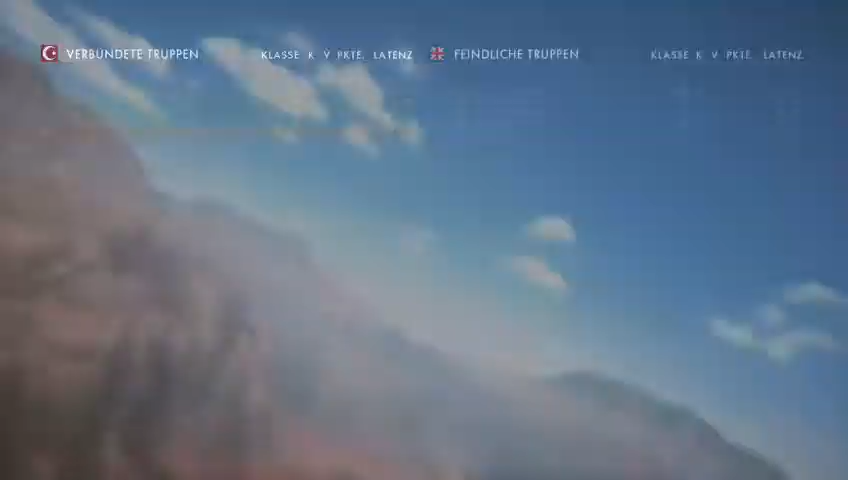 VERBÜNDETE TRUPPEN KLASSE K V PKTE. LATENZ FEINDLICHE TRUPPEN KLASSE K V PKTE. LATENZ